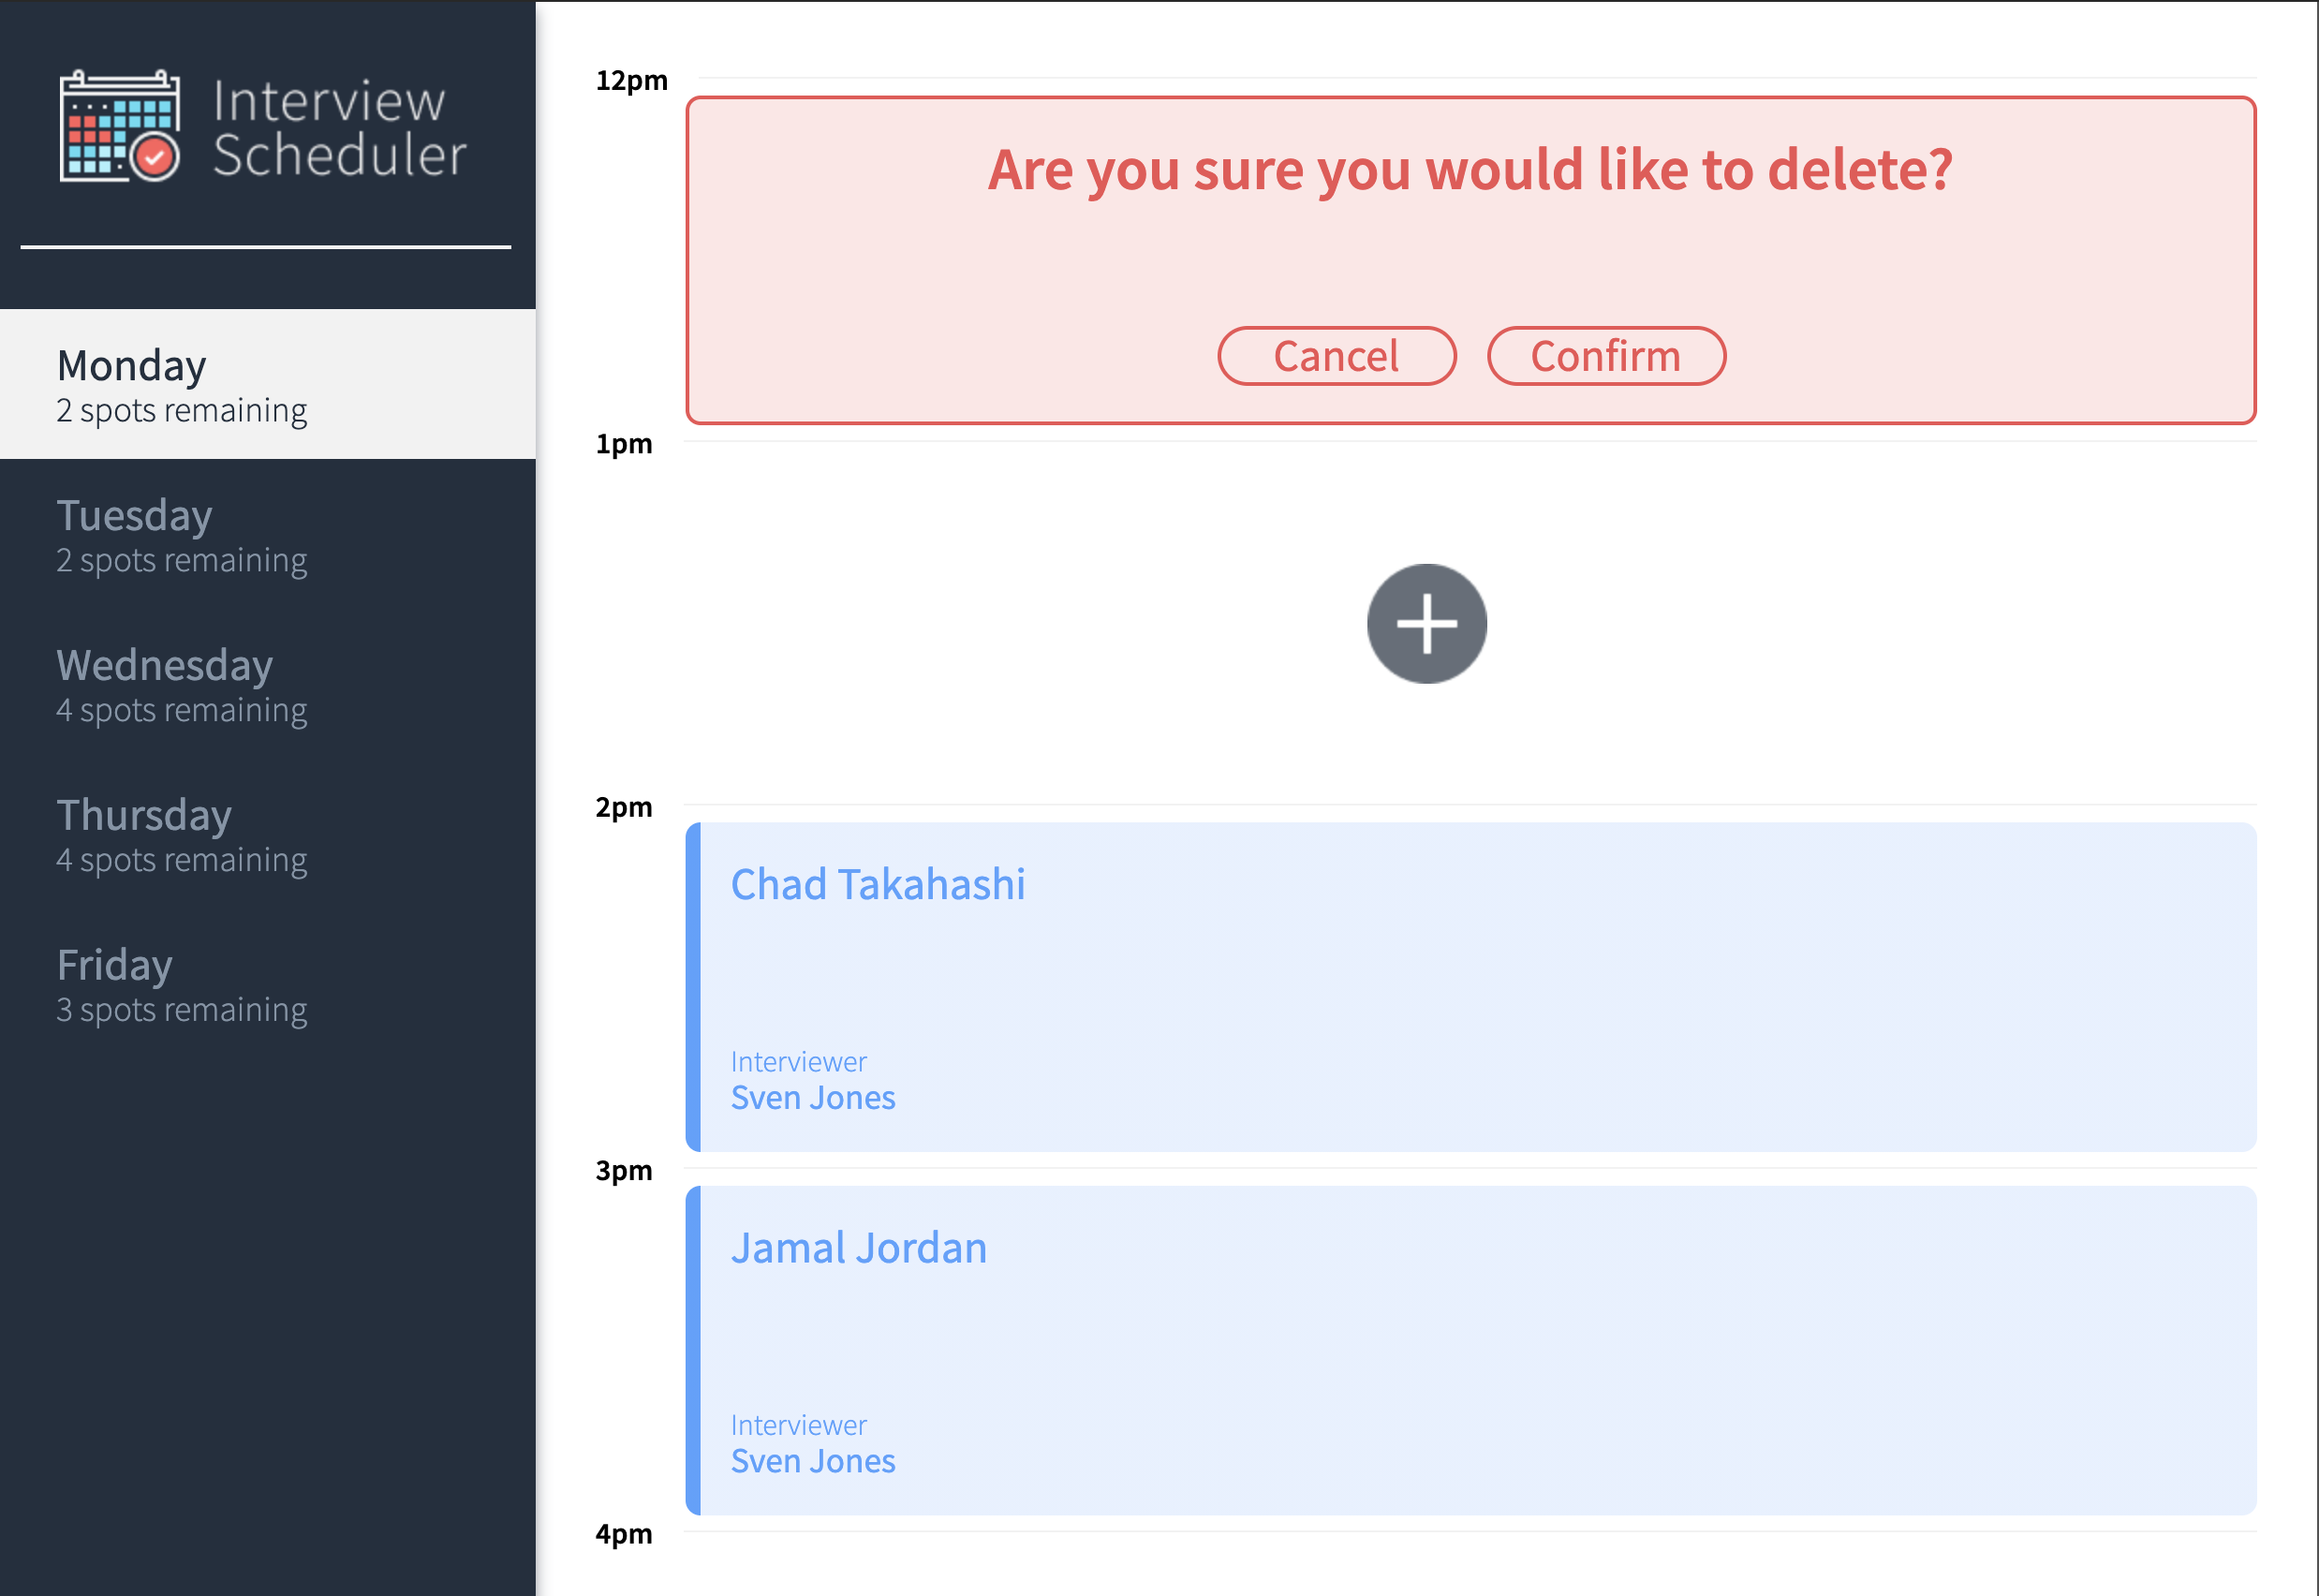 Interview
Scheduler
Monday
2 spots remaining
Tuesday
2 spots remaining
Wednesday
4 spots remaining
Thursday
4 spots remaining
Friday
3 spots remaining
12pm
Are you sure you would like to delete?
Cancel Confirm
1pm
2pm
Chad Takahashi
Interviewer
Sven Jones
3pm
Jamal Jordan
Interviewer
Sven Jones
4pm